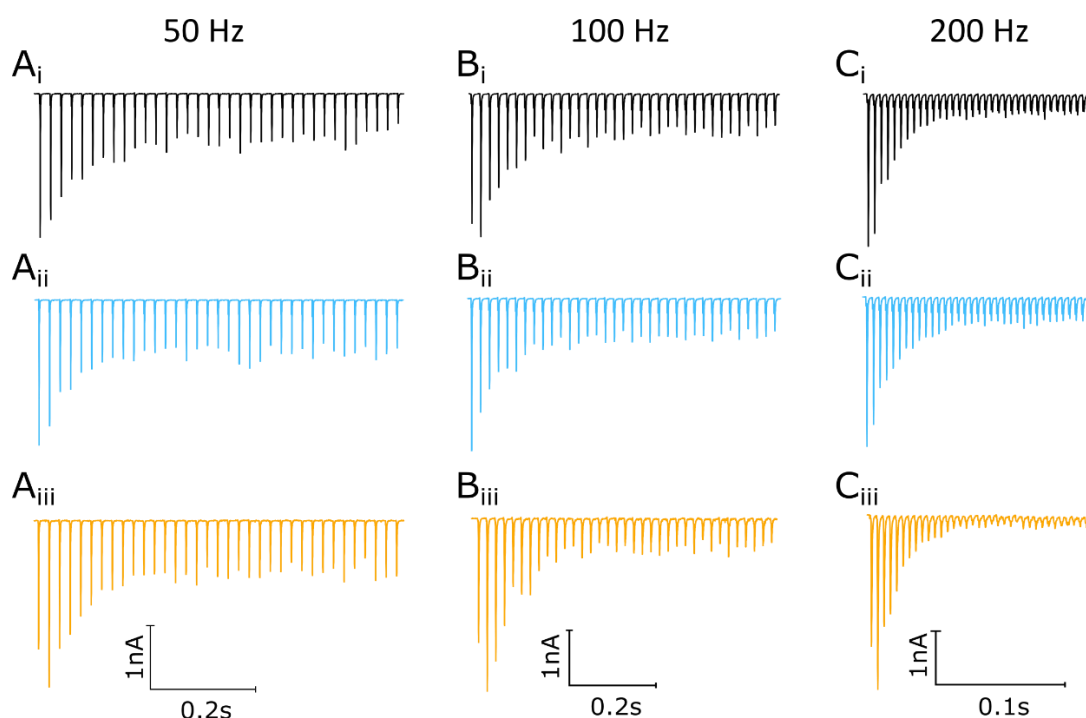 50 Hz 100 Hz 200 Hz
Ai Bi Ci
Aii Bii Cii
Aiii Biii Ciii
1nA 1nA 1nA
0.2s 0.2s 0.1s